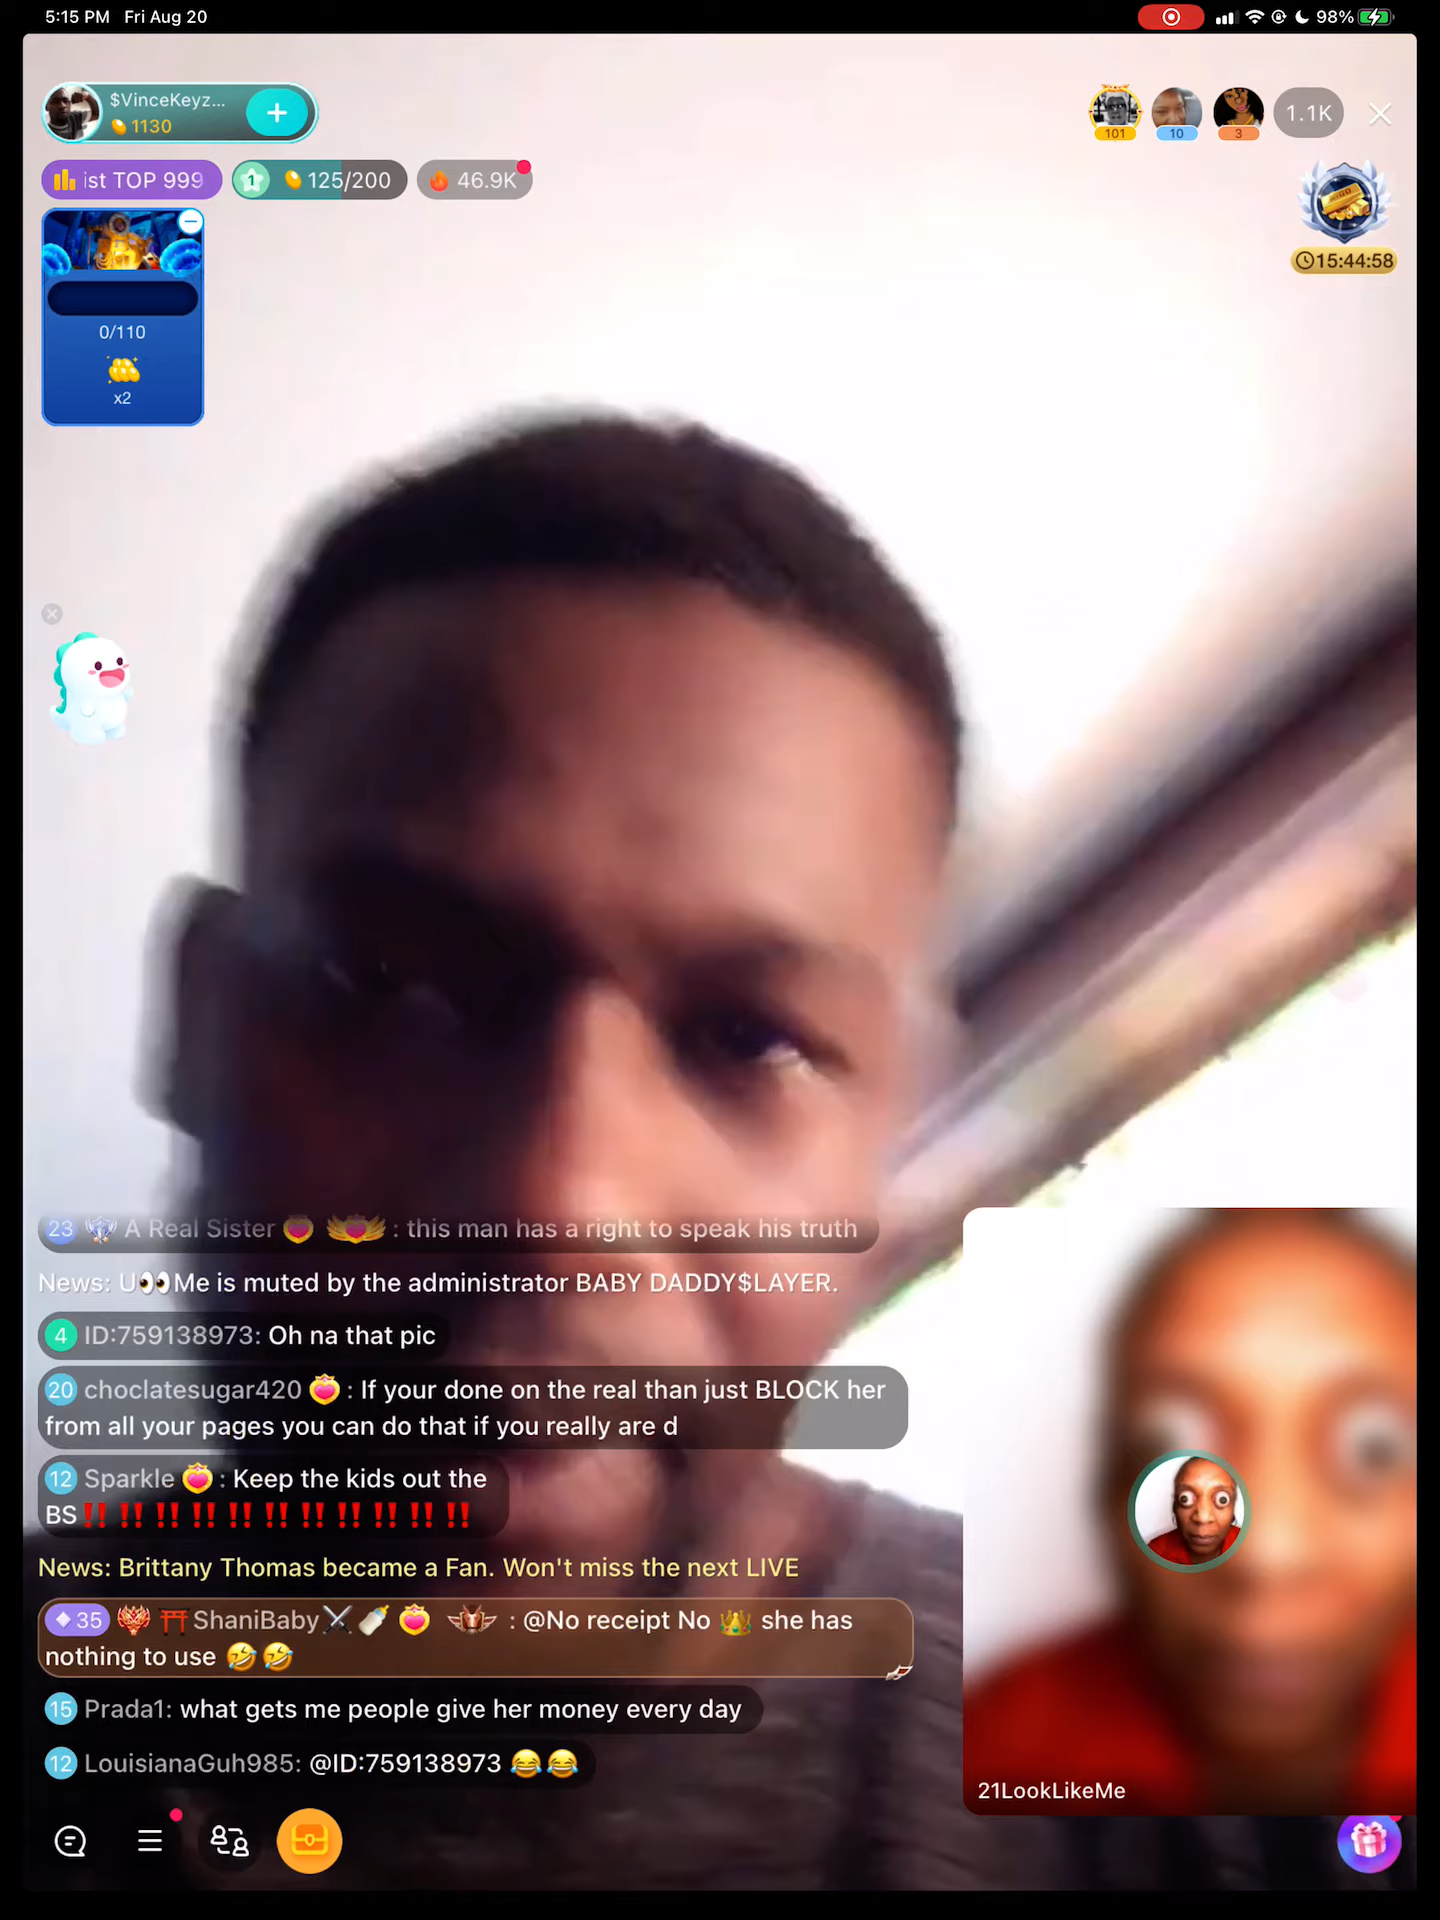 5:15 PM Fri Aug 20
98%
$VinceKeyz...
1130
101
10
3
1.1K
ist TOP 999
1
125/200
46.9K
15:44:58
0/110
x2
23 A Real Sister : this man has a right to speak his truth
News: U👀Me is muted by the administrator BABY DADDY$LAYER.
4 ID:759138973: Oh na that pic
20 choclatesugar420 : If your done on the real than just BLOCK her
from all your pages you can do that if you really are d
12 Sparkle : Keep the kids out the
BS‼️‼️‼️‼️‼️‼️‼️‼️‼️‼️‼️
News: Brittany Thomas became a Fan. Won't miss the next LIVE
35 ⛩️ShaniBaby⚔️🍼 : @No receipt No 👑 she has
nothing to use 🤣🤣
15 Prada1: what gets me people give her money every day
12 LouisianaGuh985: @ID:759138973 😂😂
21LookLikeMe